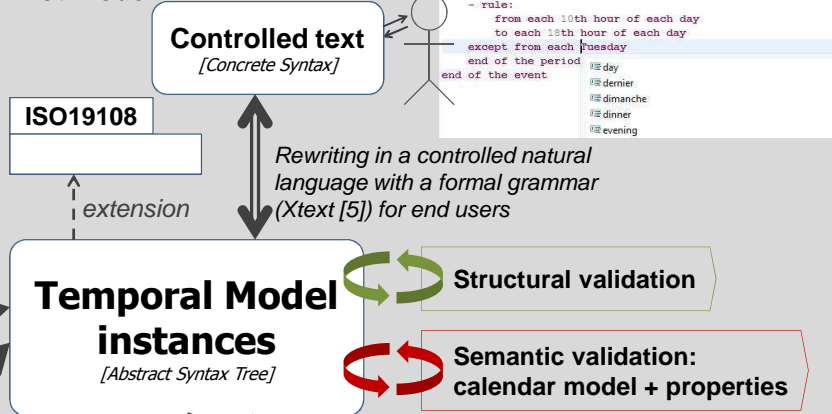 - rule:
from each 10th hour of each day
to each 18th hour of each day
except from each Tuesday
end of the period
end of the event
day
dernier
dimanche
dinner
evening
Controlled text
[Concrete Syntax]
ISO19108
Rewriting in a controlled natural
language with a formal grammar
(Xtext [5]) for end users
extension
Temporal Model
instances
[Abstract Syntax Tree]
Structural validation
Semantic validation:
calendar model + properties